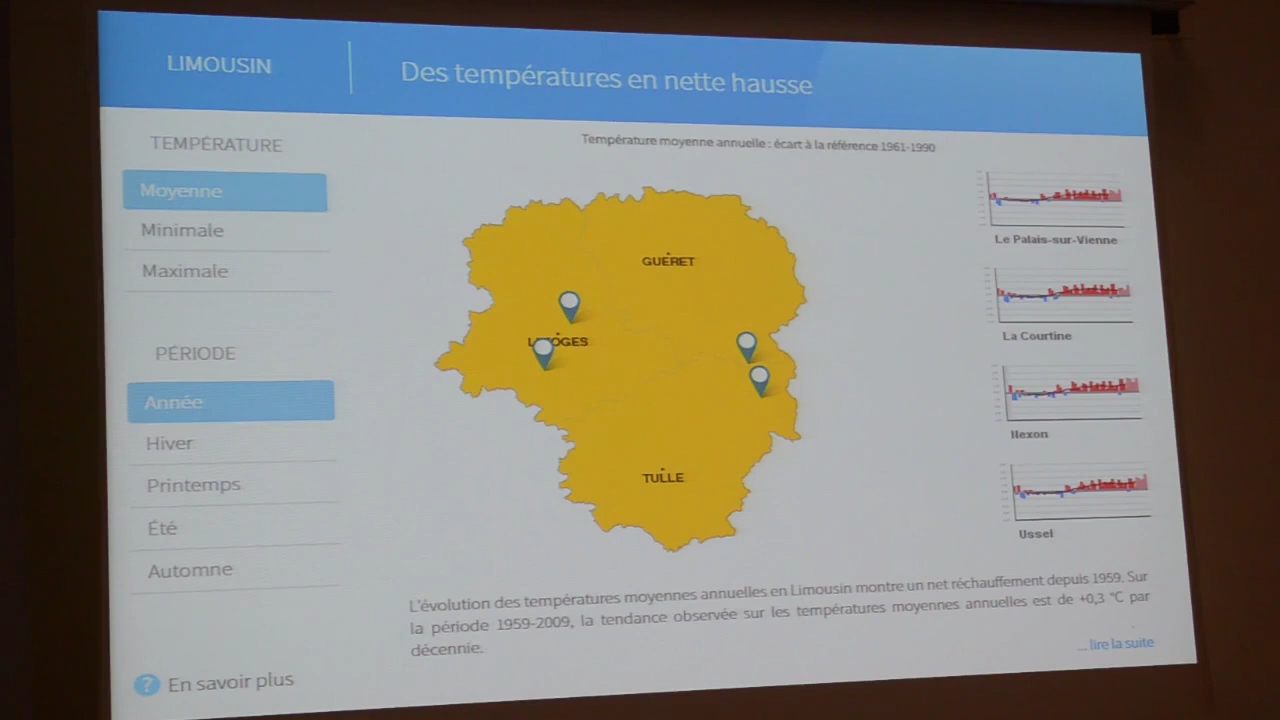 LIMOUSIN
Des températures en nette hausse
TEMPÉRATURE
Moyenne
Minimale
Maximale
PÉRIODE
Année
Hiver
Printemps
Été
Automne
En savoir plus
Température moyenne annuelle : écart à la référence 1961-1990
GUÉRET
LIMOGES
TULLE
Le Palais-sur-Vienne
La Courtine
Nexon
Ussel
L'évolution des températures moyennes annuelles en Limousin montre un net réchauffement depuis 1959. Sur
la période 1959-2009, la tendance observée sur les températures moyennes annuelles est de +0,3 °C par
décennie.
... lire la suite